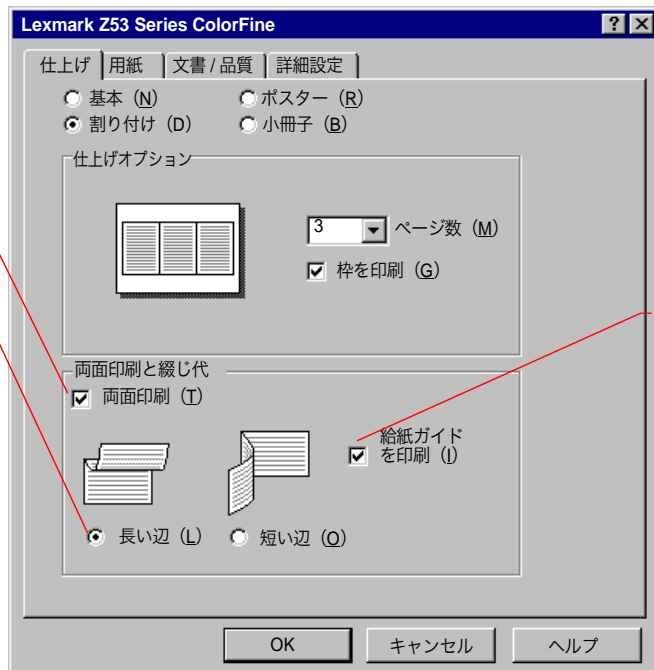 Lexmark Z53 Series ColorFine
仕上げ 用紙 文書 / 品質 詳細設定
基本（N） ポスター（R）
割り付け（D） 小冊子（B）
仕上げオプション
3 ページ数（M）
枠を印刷（G）
両面印刷と綴じ代
両面印刷（T）
給紙ガイド
を印刷（I）
長い辺（L） 短い辺（O）
OK キャンセル ヘルプ